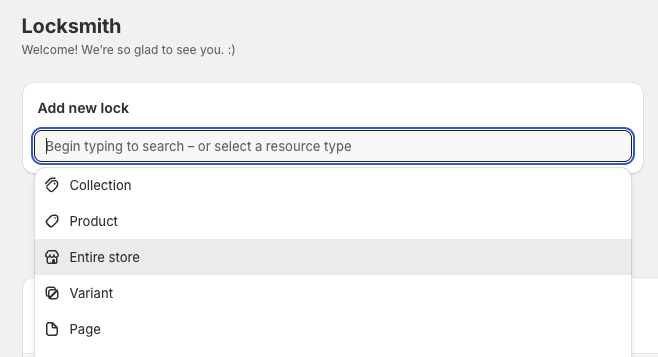 Locksmith
Welcome! We're so glad to see you. :)
Add new lock
Begin typing to search – or select a resource type
Collection
Product
Entire store
Variant
Page